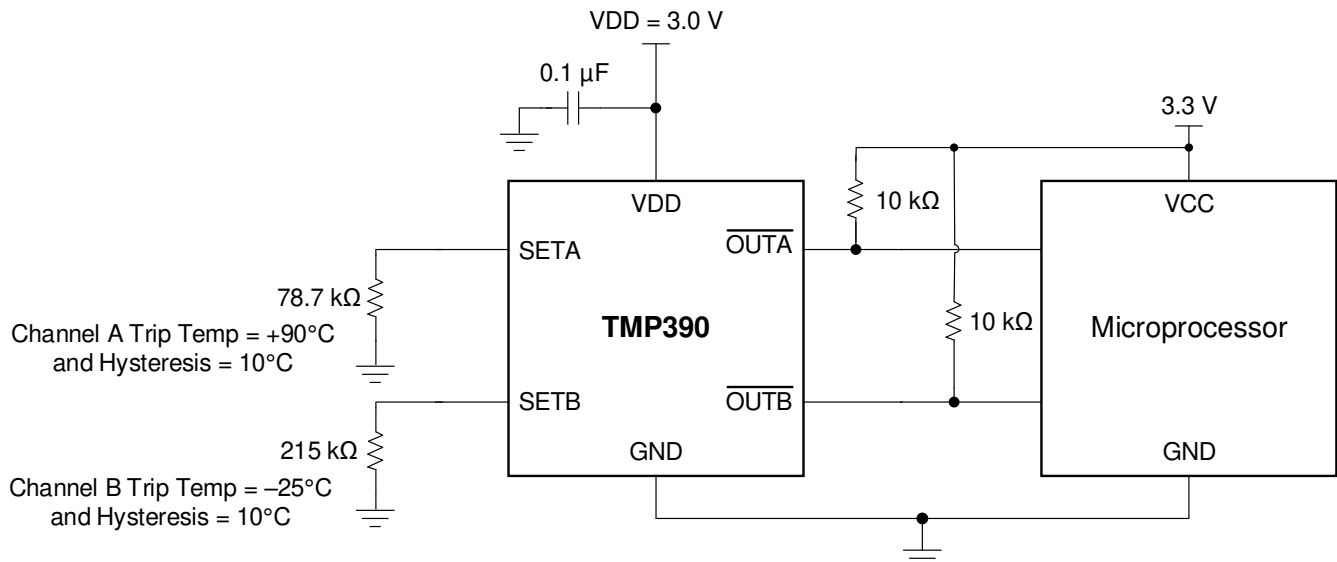 VDD = 3.0 V
0.1 µF
3.3 V
VDD
10 kΩ
VCC
SETA
OUTA
78.7 kΩ
Channel A Trip Temp = +90°C
and Hysteresis = 10°C
TMP390
10 kΩ
Microprocessor
SETB
OUTB
215 kΩ
GND
GND
Channel B Trip Temp = –25°C
and Hysteresis = 10°C